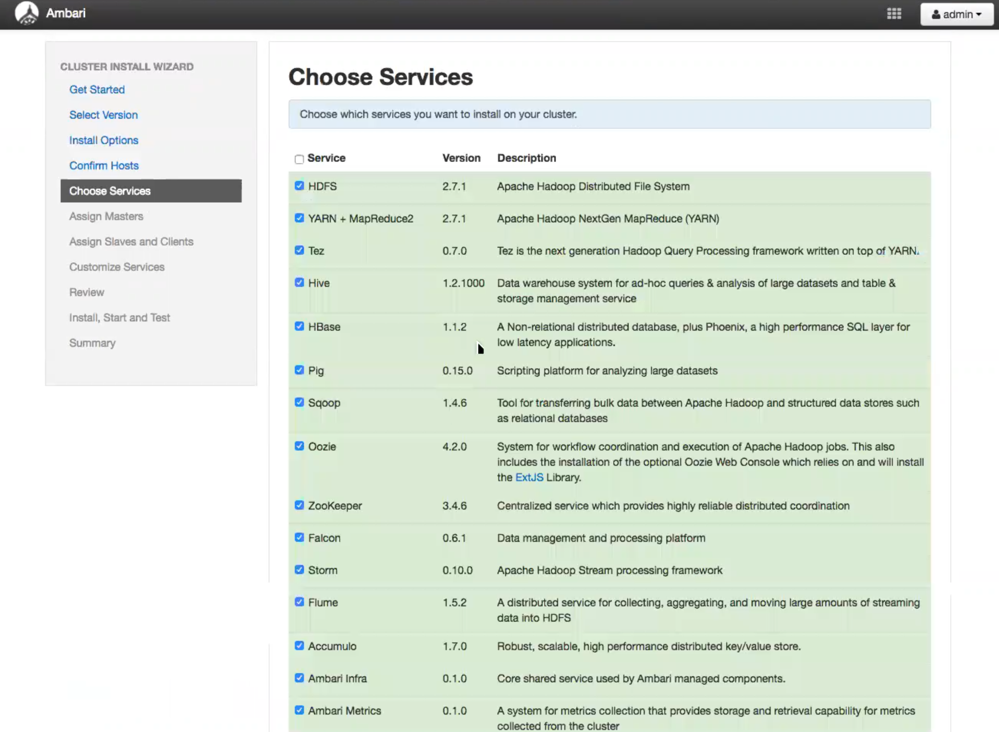 Ambari
admin
CLUSTER INSTALL WIZARD
Get Started
Select Version
Install Options
Confirm Hosts
Choose Services
Assign Masters
Assign Slaves and Clients
Customize Services
Review
Install, Start and Test
Summary
Choose Services
Choose which services you want to install on your cluster.
Service Version Description
HDFS 2.7.1 Apache Hadoop Distributed File System
YARN + MapReduce2 2.7.1 Apache Hadoop NextGen MapReduce (YARN)
Tez 0.7.0 Tez is the next generation Hadoop Query Processing framework written on top of YARN.
Hive 1.2.1000 Data warehouse system for ad-hoc queries & analysis of large datasets and table &
storage management service
HBase 1.1.2 A Non-relational distributed database, plus Phoenix, a high performance SQL layer for
low latency applications.
Pig 0.15.0 Scripting platform for analyzing large datasets
Sqoop 1.4.6 Tool for transferring bulk data between Apache Hadoop and structured data stores such
as relational databases
Oozie 4.2.0 System for workflow coordination and execution of Apache Hadoop jobs. This also
includes the installation of the optional Oozie Web Console which relies on and will install
the ExtJS Library.
ZooKeeper 3.4.6 Centralized service which provides highly reliable distributed coordination
Falcon 0.6.1 Data management and processing platform
Storm 0.10.0 Apache Hadoop Stream processing framework
Flume 1.5.2 A distributed service for collecting, aggregating, and moving large amounts of streaming
data into HDFS
Accumulo 1.7.0 Robust, scalable, high performance distributed key/value store.
Ambari Infra 0.1.0 Core shared service used by Ambari managed components.
Ambari Metrics 0.1.0 A system for metrics collection that provides storage and retrieval capability for metrics
collected from the cluster